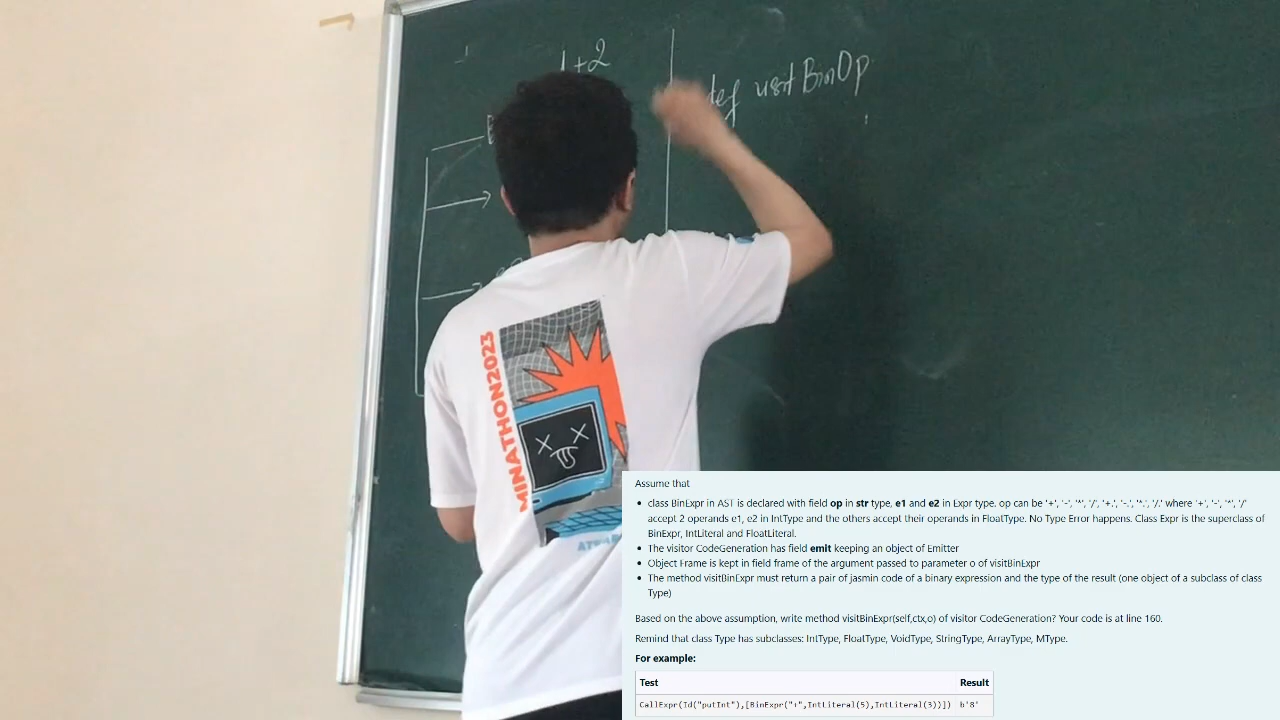 1+2
def visit BinOp
MINATHON2023
Assume that
• class BinExpr in AST is declared with field op in str type, e1 and e2 in Expr type. op can be '+', '-', '*', '/', '+.', '-.', '*.', '/.' where '+', '-', '*', '/'
accept 2 operands e1, e2 in IntType and the others accept their operands in FloatType. No Type Error happens. Class Expr is the superclass of
BinExpr, IntLiteral and FloatLiteral.
• The visitor CodeGeneration has field emit keeping an object of Emitter
• Object Frame is kept in field frame of the argument passed to parameter o of visitBinExpr
• The method visitBinExpr must return a pair of jasmin code of a binary expression and the type of the result (one object of a subclass of class
Type)
Based on the above assumption, write method visitBinExpr(self,ctx,o) of visitor CodeGeneration? Your code is at line 160.
Remind that class Type has subclasses: IntType, FloatType, VoidType, StringType, ArrayType, MType.
For example:
Test Result
CallExpr(Id("putInt"),[BinExpr("+",IntLiteral(5),IntLiteral(3))]) b'8'